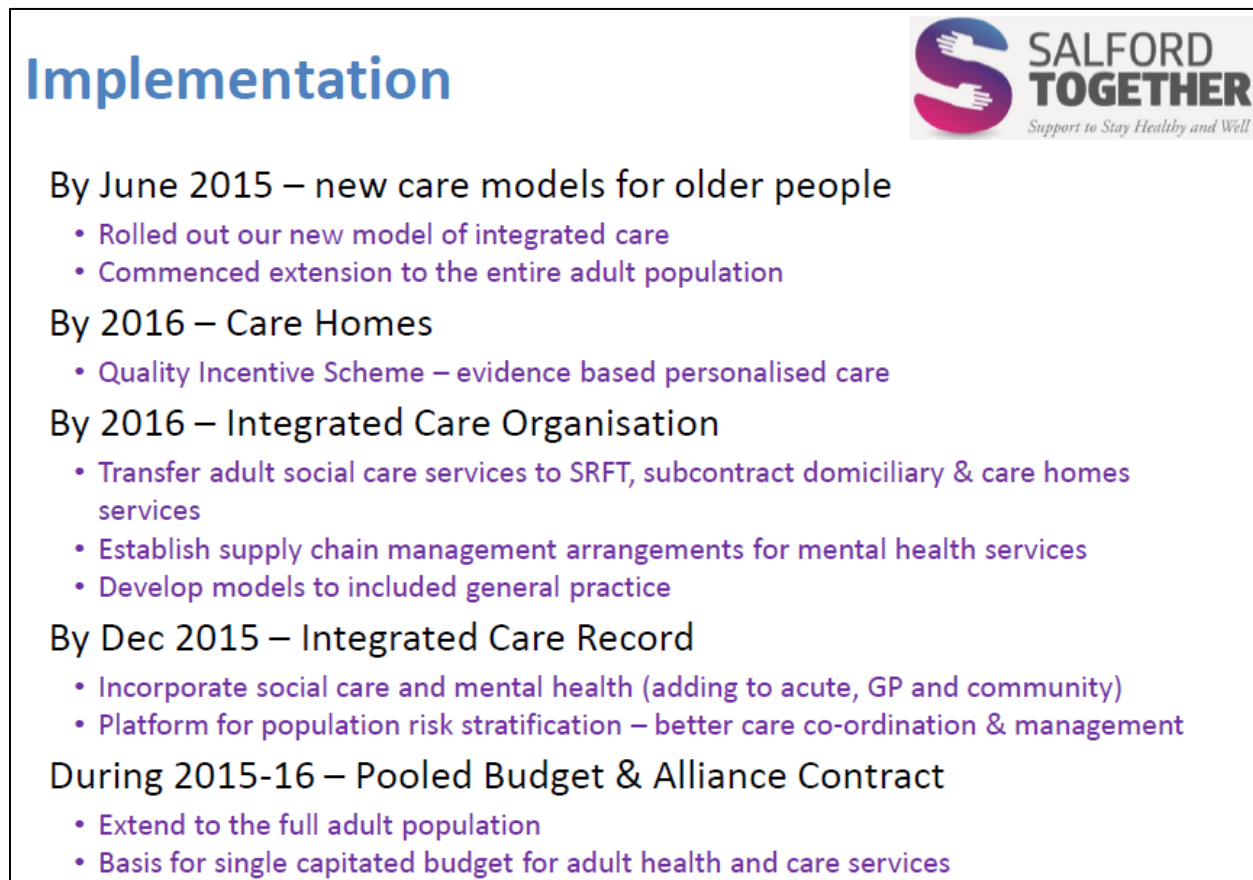 Implementation
SALFORD
TOGETHER
Support to Stay Healthy and Well
By June 2015 – new care models for older people
• Rolled out our new model of integrated care
• Commenced extension to the entire adult population
By 2016 – Care Homes
• Quality Incentive Scheme – evidence based personalised care
By 2016 – Integrated Care Organisation
• Transfer adult social care services to SRFT, subcontract domiciliary & care homes
services
• Establish supply chain management arrangements for mental health services
• Develop models to included general practice
By Dec 2015 – Integrated Care Record
• Incorporate social care and mental health (adding to acute, GP and community)
• Platform for population risk stratification – better care co-ordination & management
During 2015-16 – Pooled Budget & Alliance Contract
• Extend to the full adult population
• Basis for single capitated budget for adult health and care services